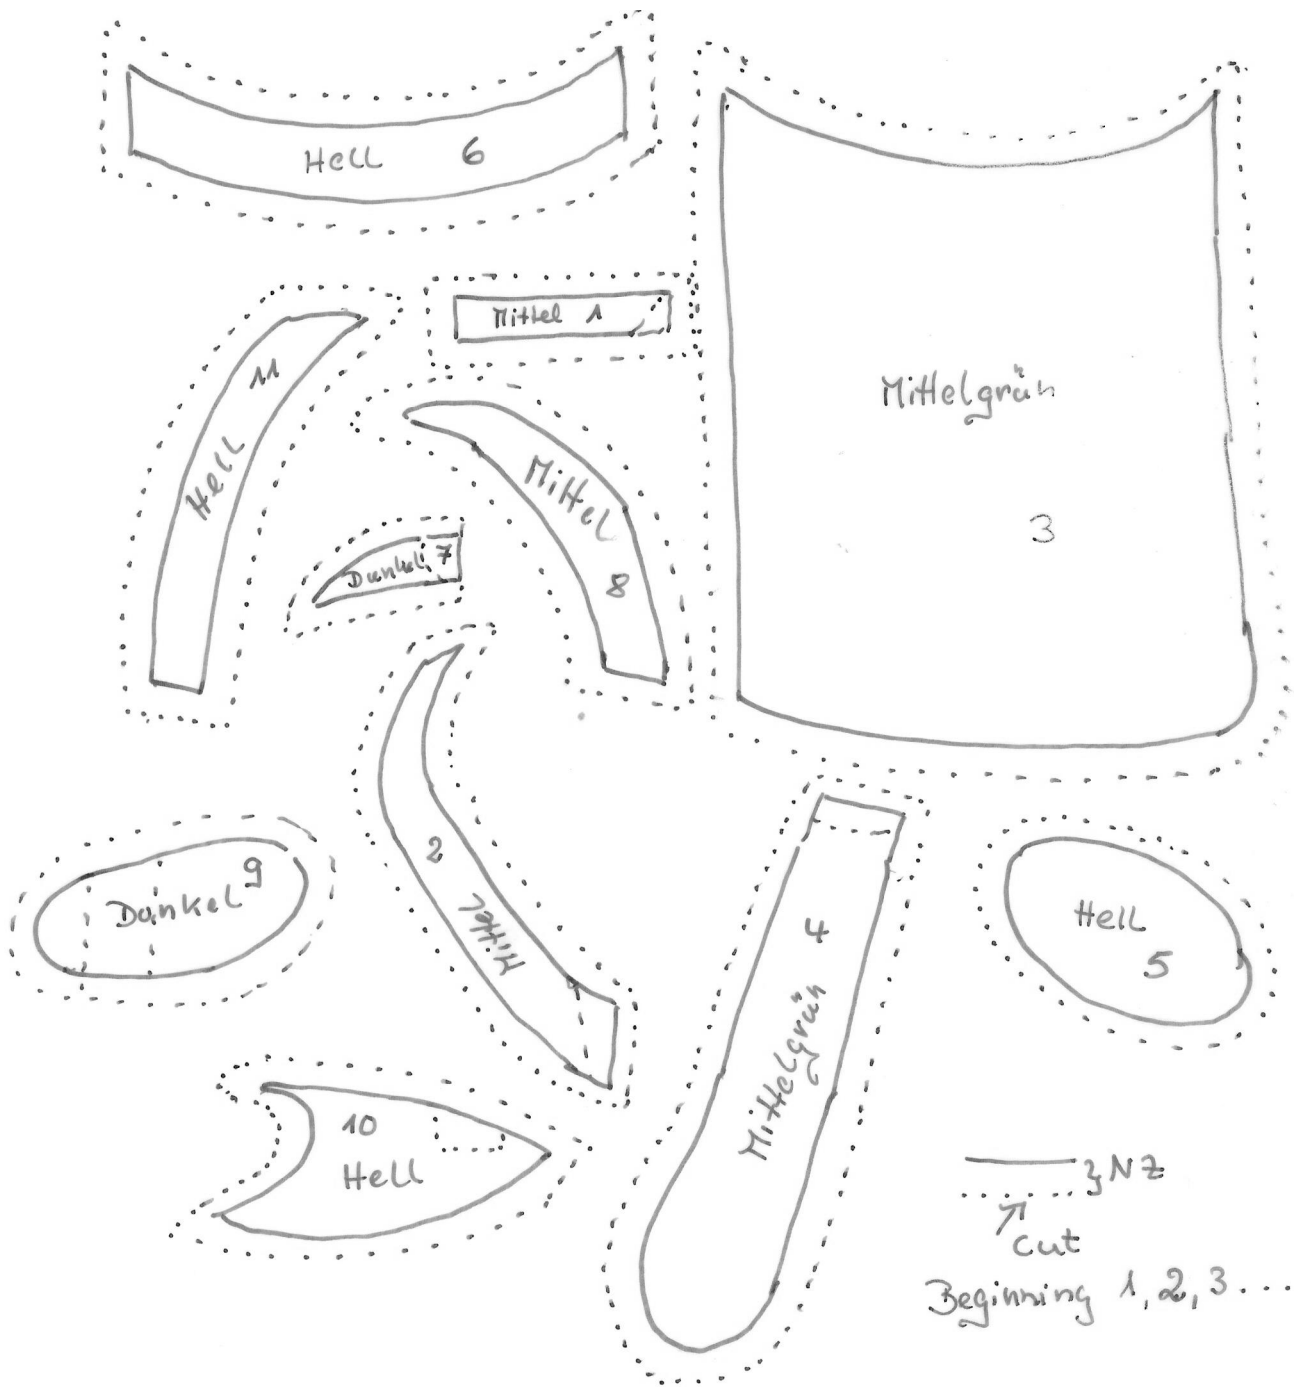 Hell 6
Mittel 1
Hell 11
Mittelgrün
3
Mittel 8
Dunkel 7
2 Mittel
Dunkel 9
4 Mittelgrün
Hell
5
10
Hell
} NZ
Cut
Beginning 1, 2, 3....